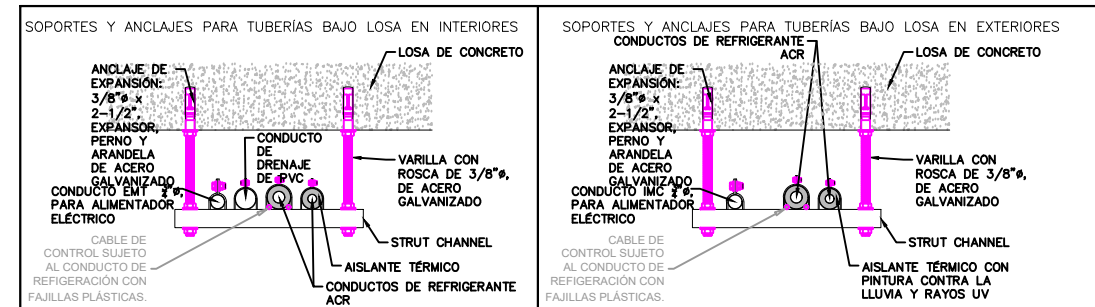 SOPORTES Y ANCLAJES PARA TUBERÍAS BAJO LOSA EN INTERIORES
LOSA DE CONCRETO
ANCLAJE DE
EXPANSIÓN:
3/8"ø x
2-1/2",
EXPANSOR,
PERNO Y
ARANDELA
DE ACERO
GALVANIZADO
CONDUCTO
DE
DRENAJE
DE PVC
VARILLA CON
ROSCA DE 3/8"ø,
DE ACERO
GALVANIZADO
CONDUCTO EMT ø,
PARA ALIMENTADOR
ELÉCTRICO
STRUT CHANNEL
CABLE DE
CONTROL SUJETO
AL CONDUCTO DE
REFIGERACIÓN CON
FAJILLAS PLÁSTICAS.
AISLANTE TÉRMICO
CONDUCTOS DE REFRIGERANTE
ACR
SOPORTES Y ANCLAJES PARA TUBERÍAS BAJO LOSA EN EXTERIORES
CONDUCTOS DE REFRIGERANTE
ACR
LOSA DE CONCRETO
ANCLAJE DE
EXPANSIÓN:
3/8"ø x
2-1/2",
EXPANSOR,
PERNO Y
ARANDELA
DE ACERO
GALVANIZADO
VARILLA CON
ROSCA DE 3/8"ø,
DE ACERO
GALVANIZADO
CONDUCTO IMC ø,
PARA ALIMENTADOR
ELÉCTRICO
STRUT CHANNEL
CABLE DE
CONTROL SUJETO
AL CONDUCTO DE
REFIGERACIÓN CON
FAJILLAS PLÁSTICAS.
AISLANTE TÉRMICO CON
PINTURA CONTRA LA
LLUVIA Y RAYOS UV